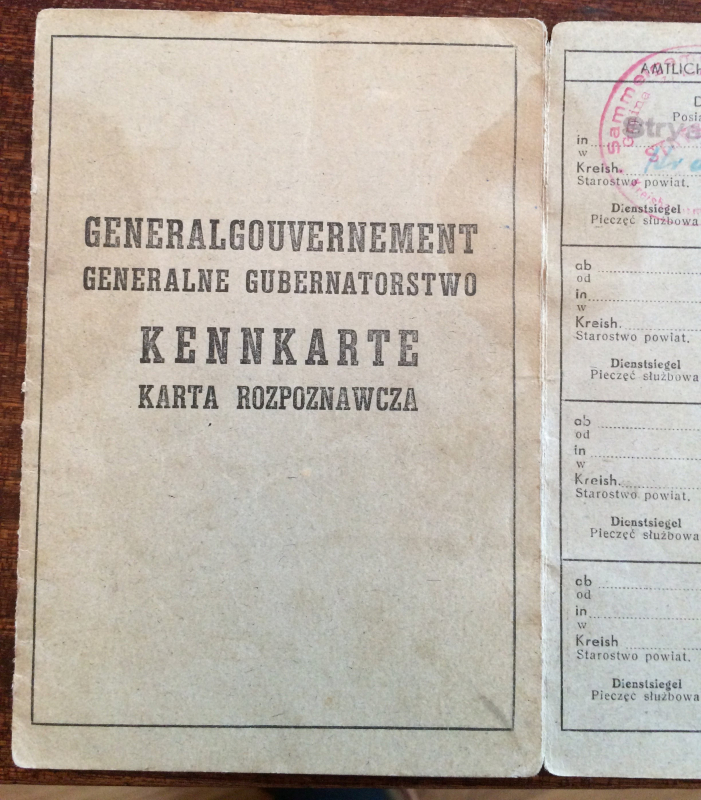 GENERALGOUVERNEMENT
GENERALNE GUBERNATORSTWO
KENNKARTE
KARTA ROZPOZNAWCZA
AMTLICH
Posia
in
w
Kreish.
Starostwo powiat.
Dienstsiegel
Pieczęć służbowa
ab
od
in
w
Kreish.
Starostwo powiat.
Dienstsiegel
Pieczęć służbowa
ab
od
in
w
Kreish.
Starostwo powiat.
Dienstsiegel
Pieczęć służbowa
ab
od
in
w
Kreish
Starostwo powiat.
Dienstsiegel
Pieczęć służbowa